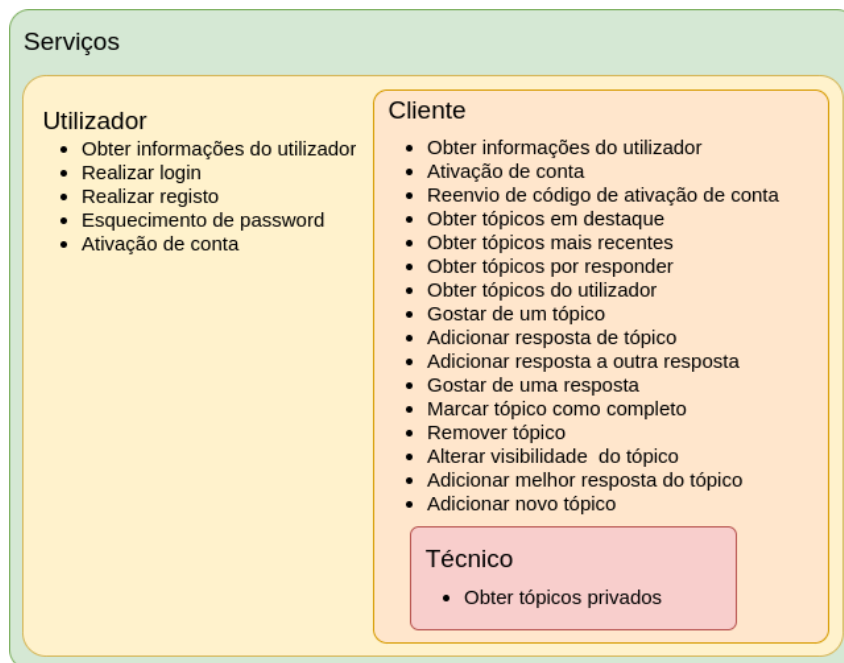 Serviços
Utilizador
Obter informações do utilizador
Realizar login
Realizar registo
Esquecimento de password
Ativação de conta
Cliente
Obter informações do utilizador
Ativação de conta
Reenvio de código de ativação de conta
Obter tópicos em destaque
Obter tópicos mais recentes
Obter tópicos por responder
Obter tópicos do utilizador
Gostar de um tópico
Adicionar resposta de tópico
Adicionar resposta a outra resposta
Gostar de uma resposta
Marcar tópico como completo
Remover tópico
Alterar visibilidade do tópico
Adicionar melhor resposta do tópico
Adicionar novo tópico
Técnico
Obter tópicos privados